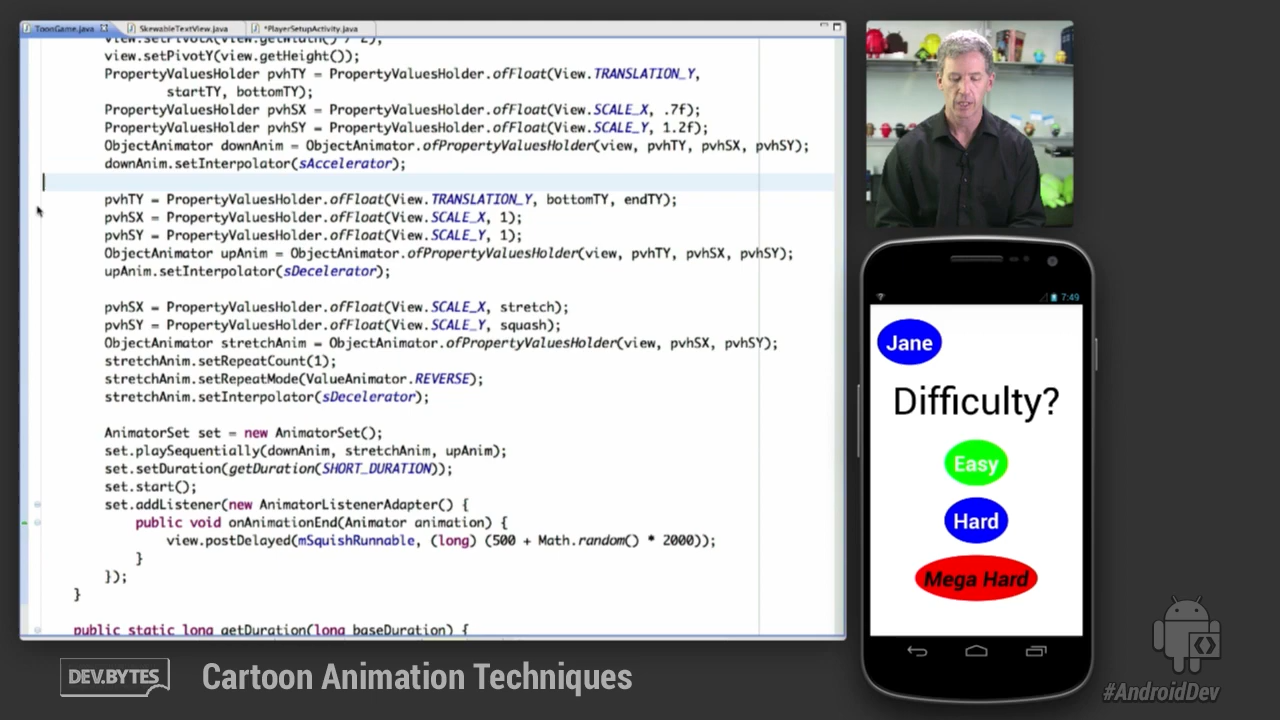 ToonGame.java SkewableTextView.java *PlayerSetupActivity.java
view.setPivotX(view.getWidth() / 2);
view.setPivotY(view.getHeight());
PropertyValuesHolder pvhTY = PropertyValuesHolder.ofFloat(View.TRANSLATION_Y,
startTY, bottomTY);
PropertyValuesHolder pvhSX = PropertyValuesHolder.ofFloat(View.SCALE_X, .7f);
PropertyValuesHolder pvhSY = PropertyValuesHolder.ofFloat(View.SCALE_Y, 1.2f);
ObjectAnimator downAnim = ObjectAnimator.ofPropertyValuesHolder(view, pvhTY, pvhSX, pvhSY);
downAnim.setInterpolator(sAccelerator);
pvhTY = PropertyValuesHolder.ofFloat(View.TRANSLATION_Y, bottomTY, endTY);
pvhSX = PropertyValuesHolder.ofFloat(View.SCALE_X, 1);
pvhSY = PropertyValuesHolder.ofFloat(View.SCALE_Y, 1);
ObjectAnimator upAnim = ObjectAnimator.ofPropertyValuesHolder(view, pvhTY, pvhSX, pvhSY);
upAnim.setInterpolator(sDecelerator);
pvhSX = PropertyValuesHolder.ofFloat(View.SCALE_X, stretch);
pvhSY = PropertyValuesHolder.ofFloat(View.SCALE_Y, squash);
ObjectAnimator stretchAnim = ObjectAnimator.ofPropertyValuesHolder(view, pvhSX, pvhSY);
stretchAnim.setRepeatCount(1);
stretchAnim.setRepeatMode(ValueAnimator.REVERSE);
stretchAnim.setInterpolator(sDecelerator);
AnimatorSet set = new AnimatorSet();
set.playSequentially(downAnim, stretchAnim, upAnim);
set.setDuration(getDuration(SHORT_DURATION));
set.start();
set.addListener(new AnimatorListenerAdapter() {
public void onAnimationEnd(Animator animation) {
view.postDelayed(mSquishRunnable, (long) (500 + Math.random() * 2000));
}
});
}
public static long getDuration(long baseDuration) {
7:49
Jane
Difficulty?
Easy
Hard
Mega Hard
DEV.BYTES
Cartoon Animation Techniques
#AndroidDev